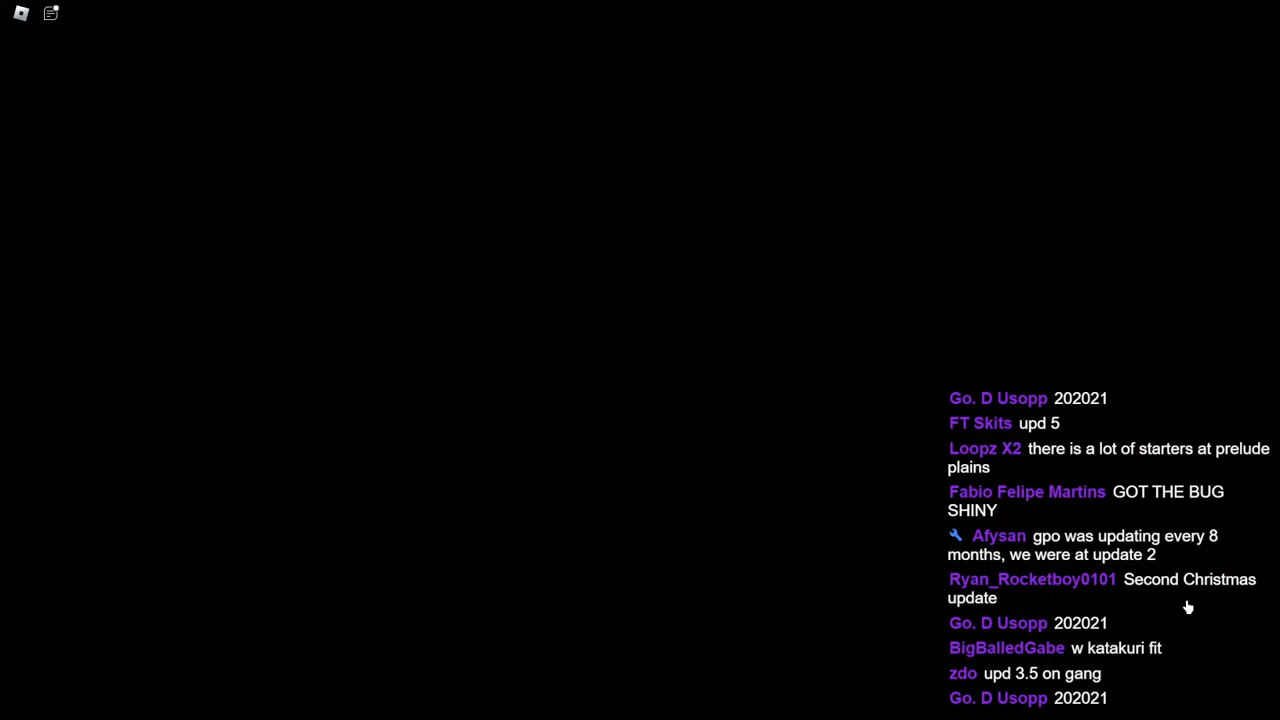 Go. D Usopp 202021
FT Skits upd 5
Loopz X2 there is a lot of starters at prelude
plains
Fabio Felipe Martins GOT THE BUG
SHINY
Afysan gpo was updating every 8
months, we were at update 2
Ryan_Rocketboy0101 Second Christmas
update
Go. D Usopp 202021
BigBalledGabe w katakuri fit
zdo upd 3.5 on gang
Go. D Usopp 202021